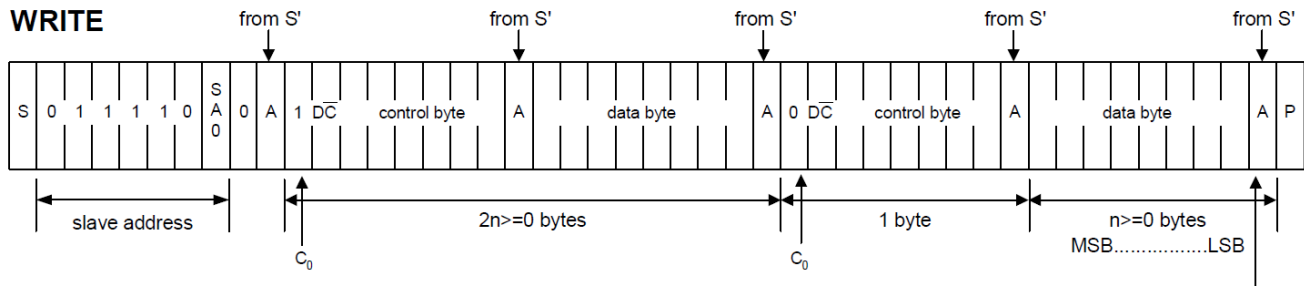 WRITE
from S' from S' from S' from S'
S 0 1 1 1 1 0 SA0 0 A 1 DC̅ control byte A data byte A 0 DC̅ control byte A data byte A P
slave address 2n>=0 bytes 1 byte n>=0 bytes
MSB..................LSB
C₀ C₀